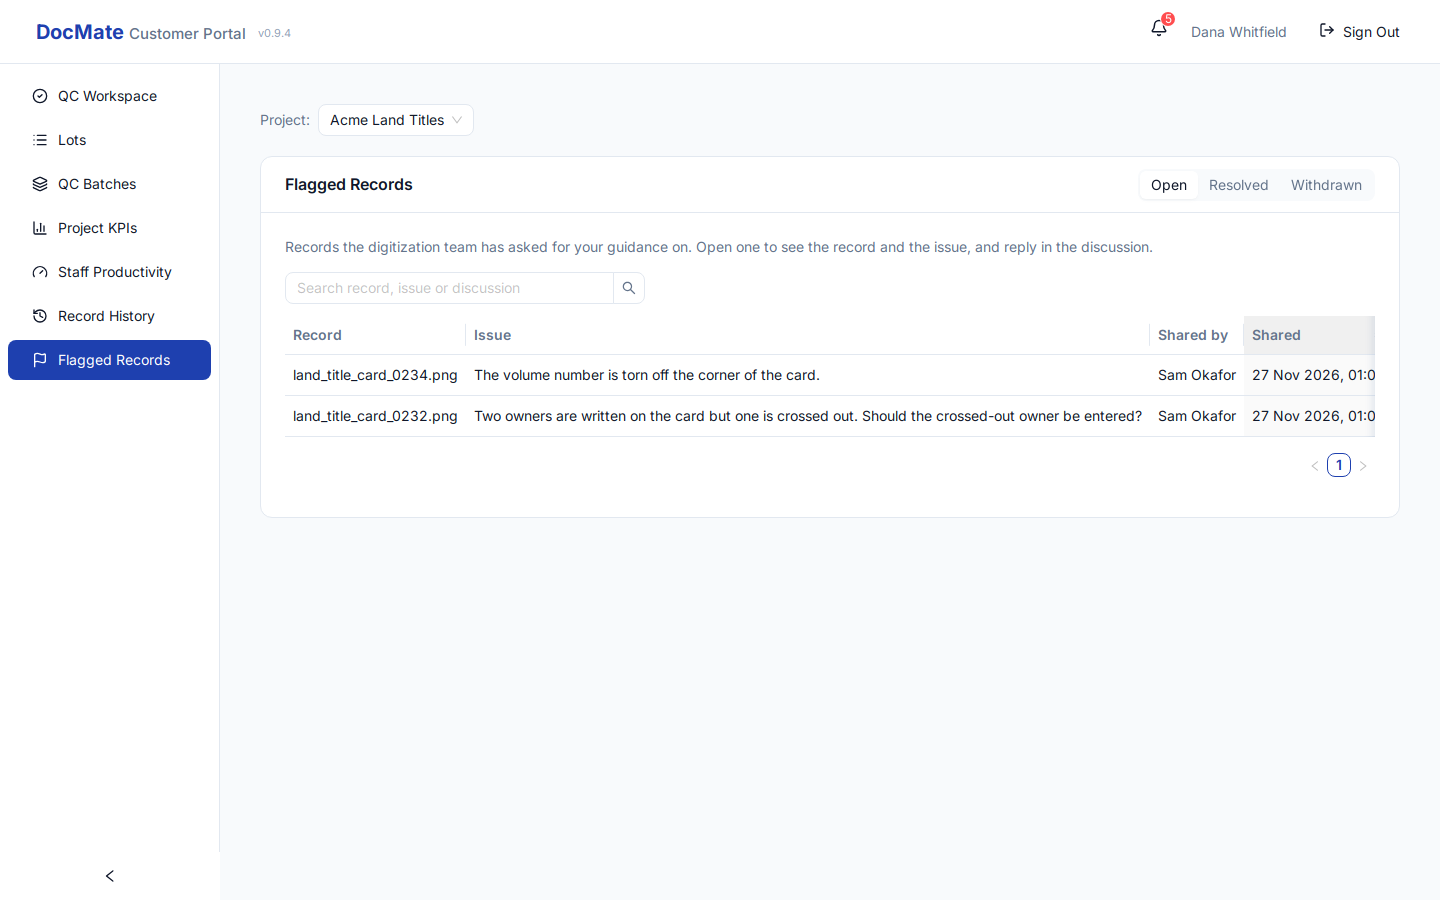 DocMate Customer Portal v0.9.4
5
Dana Whitfield
Sign Out
QC Workspace
Lots
QC Batches
Project KPIs
Staff Productivity
Record History
Flagged Records
Project: Acme Land Titles
Flagged Records
Open Resolved Withdrawn
Records the digitization team has asked for your guidance on. Open one to see the record and the issue, and reply in the discussion.
Search record, issue or discussion
Record Issue Shared by Shared
land_title_card_0234.png The volume number is torn off the corner of the card. Sam Okafor 27 Nov 2026, 01:0
land_title_card_0232.png Two owners are written on the card but one is crossed out. Should the crossed-out owner be entered? Sam Okafor 27 Nov 2026, 01:0
1